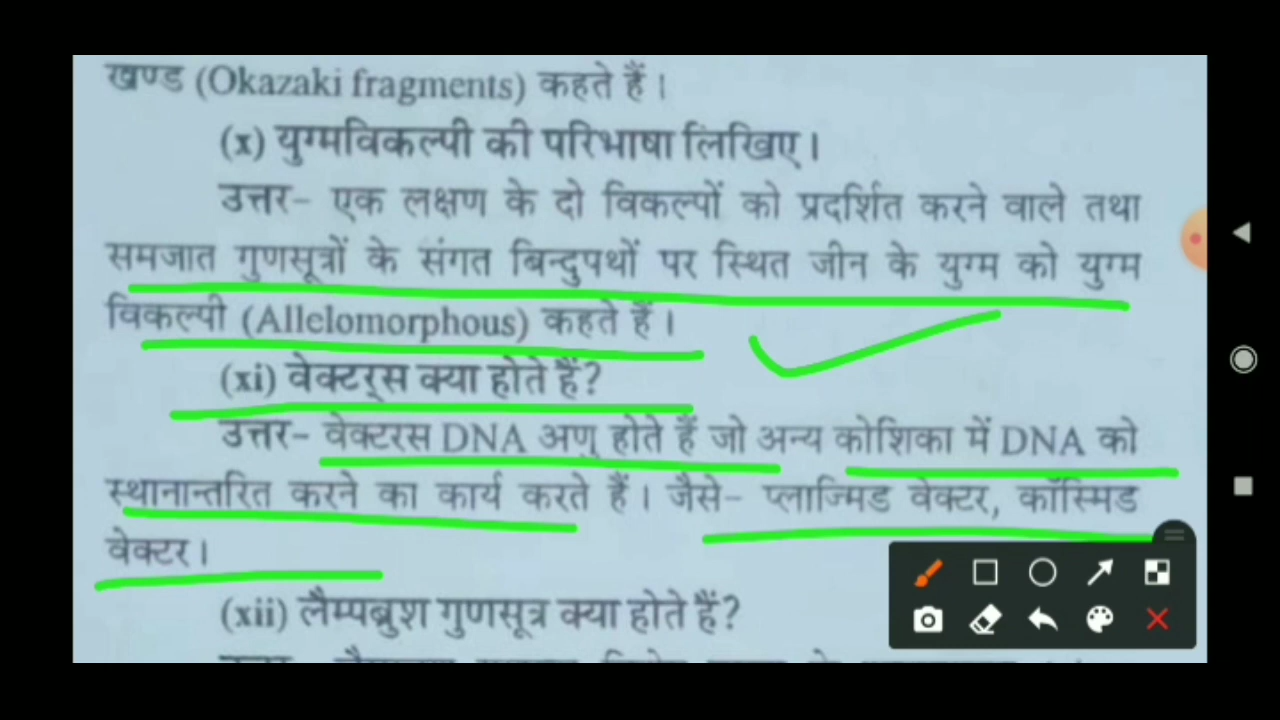 खण्ड (Okazaki fragments) कहते हैं।
(x) युग्मविकल्पी की परिभाषा लिखिए।
उत्तर– एक लक्षण के दो विकल्पों को प्रदर्शित करने वाले तथा
समजात गुणसूत्रों के संगत बिन्दुपथों पर स्थित जीन के युग्म को युग्म
विकल्पी (Allelomorphous) कहते हैं।
(xi) वेक्टर्स क्या होते हैं?
उत्तर– वेक्टरस DNA अणु होते हैं जो अन्य कोशिका में DNA को
स्थानान्तरित करने का कार्य करते हैं। जैसे– प्लाज्मिड वेक्टर, कॉस्मिड
वेक्टर।
(xii) लैम्पब्रुश गुणसूत्र क्या होते हैं?